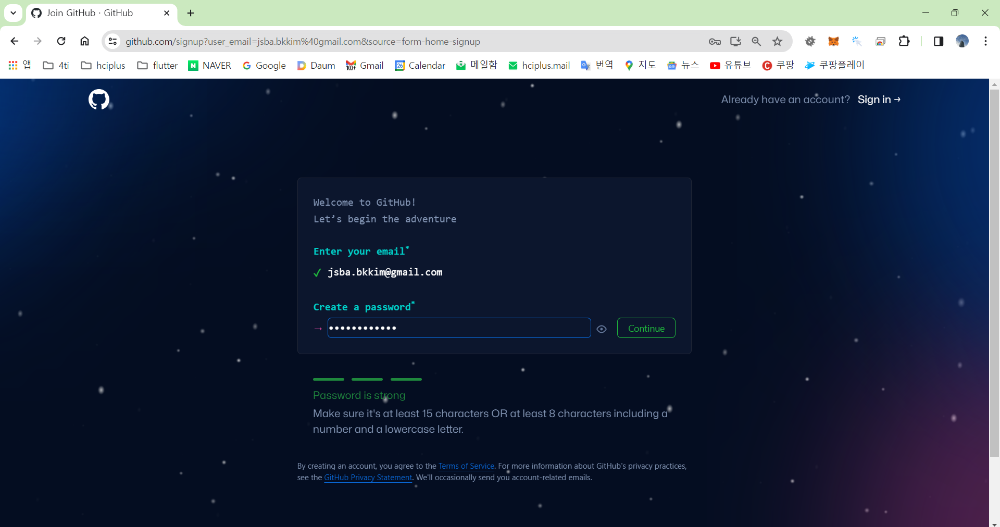 Join GitHub · GitHub
github.com/signup?user_email=jsba.bkkim%40gmail.com&source=form-home-signup
앱 4ti hciplus flutter N NAVER Google D Daum 100+ Gmail 26 Calendar N 메일함 hciplus.mail 번역 지도 뉴스 유튜브 C 쿠팡 쿠팡플레이
Already have an account? Sign in →
Welcome to GitHub!
Let’s begin the adventure
Enter your email*
✓ jsba.bkkim@gmail.com
Create a password*
→ •••••••••••• Continue
Password is strong
Make sure it's at least 15 characters OR at least 8 characters including a
number and a lowercase letter.
By creating an account, you agree to the Terms of Service. For more information about GitHub's privacy practices,
see the GitHub Privacy Statement. We'll occasionally send you account-related emails.